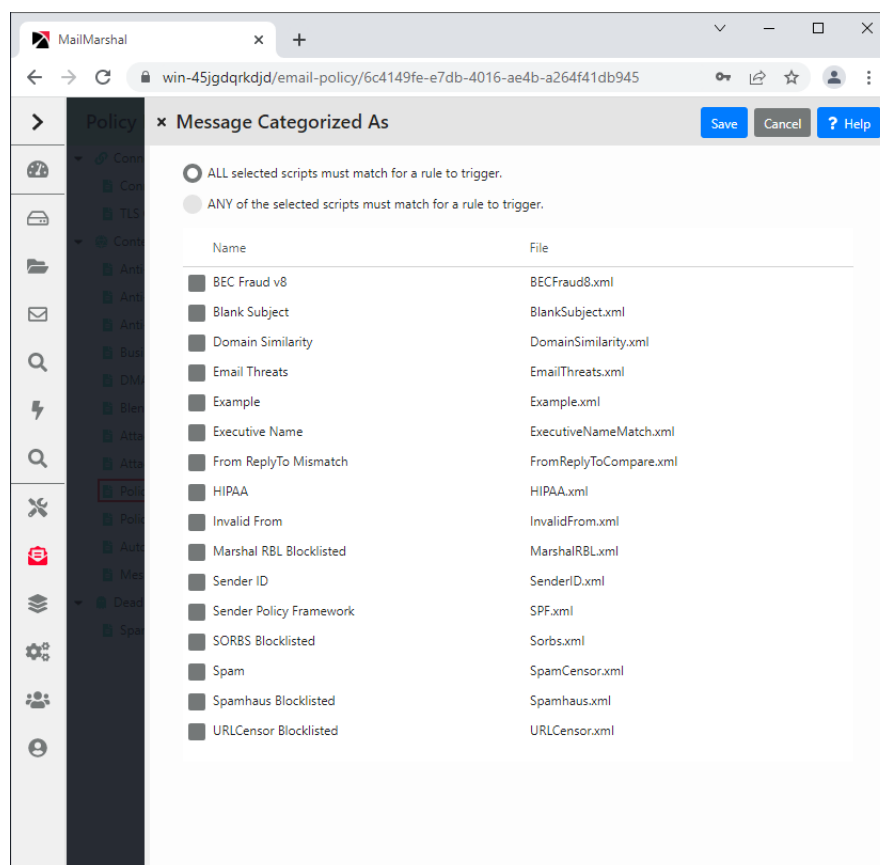 MailMarshal
win-45jgdqrkdjd/email-policy/6c4149fe-e7db-4016-ae4b-a264f41db945
Policy
× Message Categorized As
Save
Cancel
? Help
ALL selected scripts must match for a rule to trigger.
ANY of the selected scripts must match for a rule to trigger.
Name File
BEC Fraud v8 BECFraud8.xml
Blank Subject BlankSubject.xml
Domain Similarity DomainSimilarity.xml
Email Threats EmailThreats.xml
Example Example.xml
Executive Name ExecutiveNameMatch.xml
From ReplyTo Mismatch FromReplyToCompare.xml
HIPAA HIPAA.xml
Invalid From InvalidFrom.xml
Marshal RBL Blocklisted MarshalRBL.xml
Sender ID SenderID.xml
Sender Policy Framework SPF.xml
SORBS Blocklisted Sorbs.xml
Spam SpamCensor.xml
Spamhaus Blocklisted Spamhaus.xml
URLCensor Blocklisted URLCensor.xml